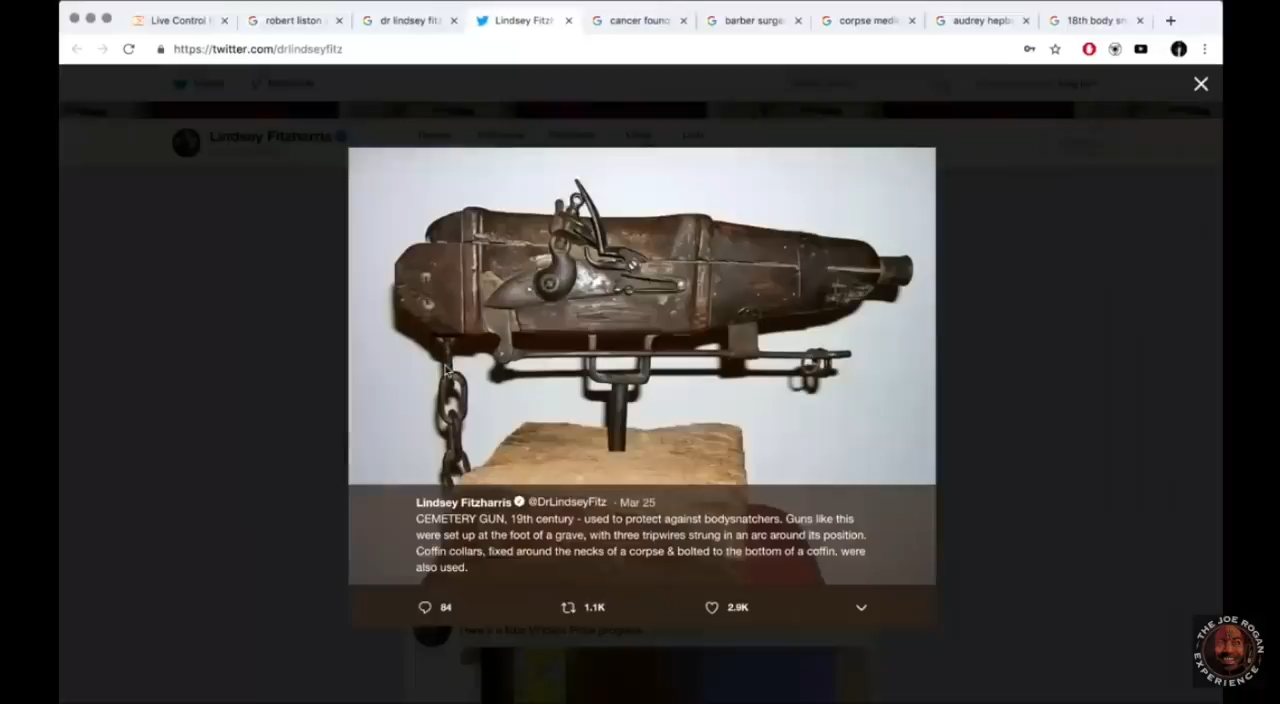 Live Control
robert liston
dr lindsey fitz
Lindsey Fitz
cancer foun
barber surge
corpse medi
audrey hepb
18th body sn
https://twitter.com/drlindseyfitz
Lindsey Fitzharris
Lindsey Fitzharris @DrLindseyFitz · Mar 25
CEMETERY GUN, 19th century - used to protect against bodysnatchers. Guns like this
were set up at the foot of a grave, with three tripwires strung in an arc around its position.
Coffin collars, fixed around the necks of a corpse & bolted to the bottom of a coffin, were
also used.
84 1.1K 2.9K
THE JOE ROGAN
EXPERIENCE